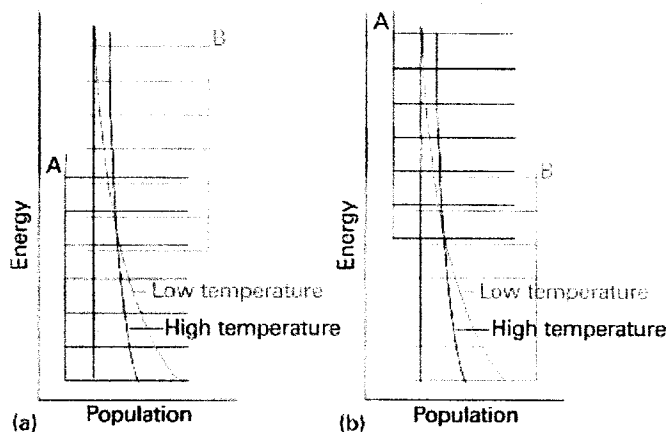 B
A
Energy
Low temperature
High temperature
Population
(a)
A
B
Energy
Low temperature
High temperature
Population
(b)